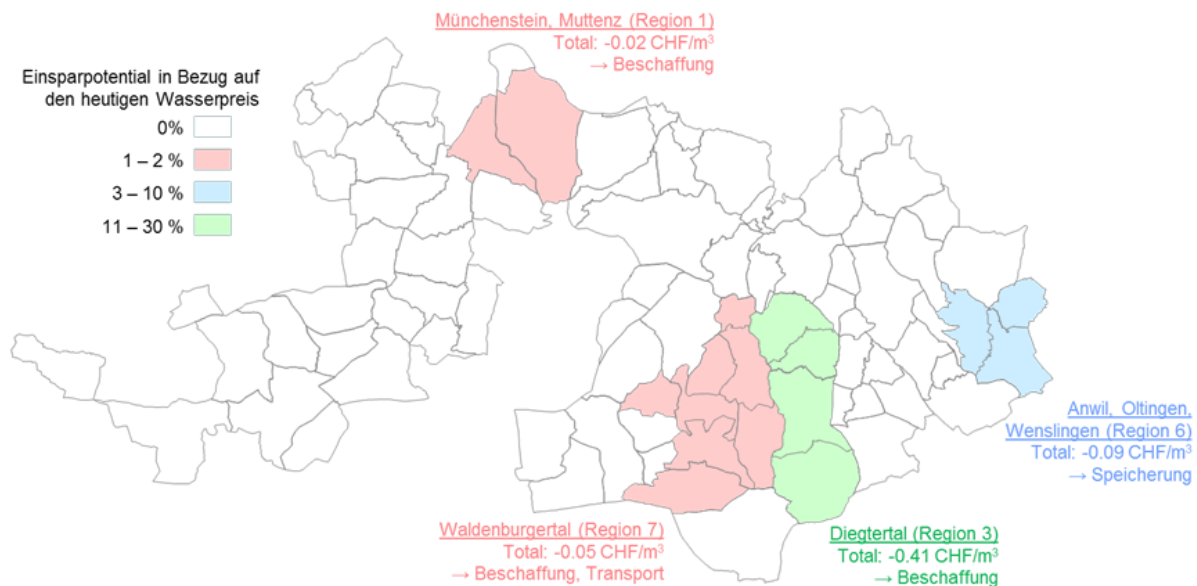 Münchenstein, Muttenz (Region 1)
Total: -0.02 CHF/m³
→ Beschaffung
Einsparpotential in Bezug auf
den heutigen Wasserpreis
0%
1 – 2 %
3 – 10 %
11 – 30 %
Anwil, Oltingen,
Wenslingen (Region 6)
Total: -0.09 CHF/m³
→ Speicherung
Waldenburgertal (Region 7)
Total: -0.05 CHF/m³
→ Beschaffung, Transport
Diegtertal (Region 3)
Total: -0.41 CHF/m³
→ Beschaffung